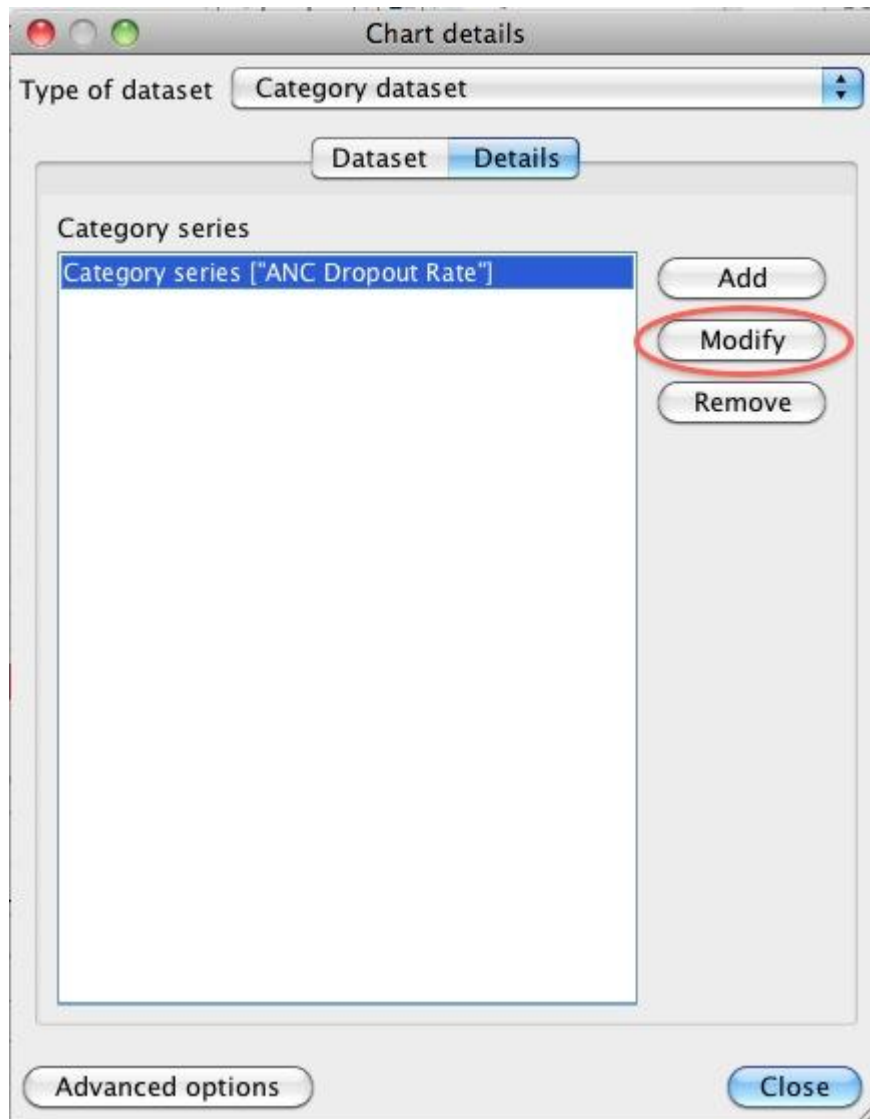 Chart details
Type of dataset Category dataset
Dataset Details
Category series
Category series ["ANC Dropout Rate"]
Add
Modify
Remove
Advanced options Close